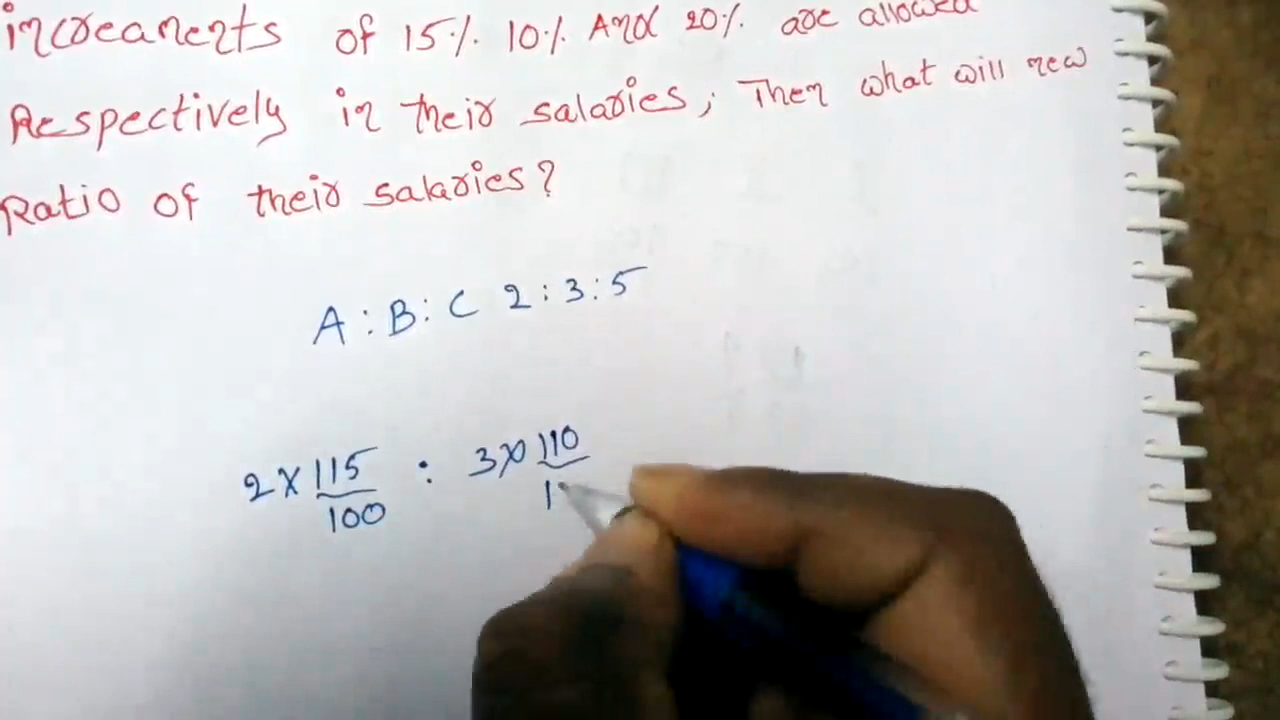 increanents of 15% 10% And 20% are allowed
Respectively in their salaries, Then what will new
Ratio of their salaries?
A : B : C 2 : 3 : 5
2 × 115/100 : 3 × 110/1